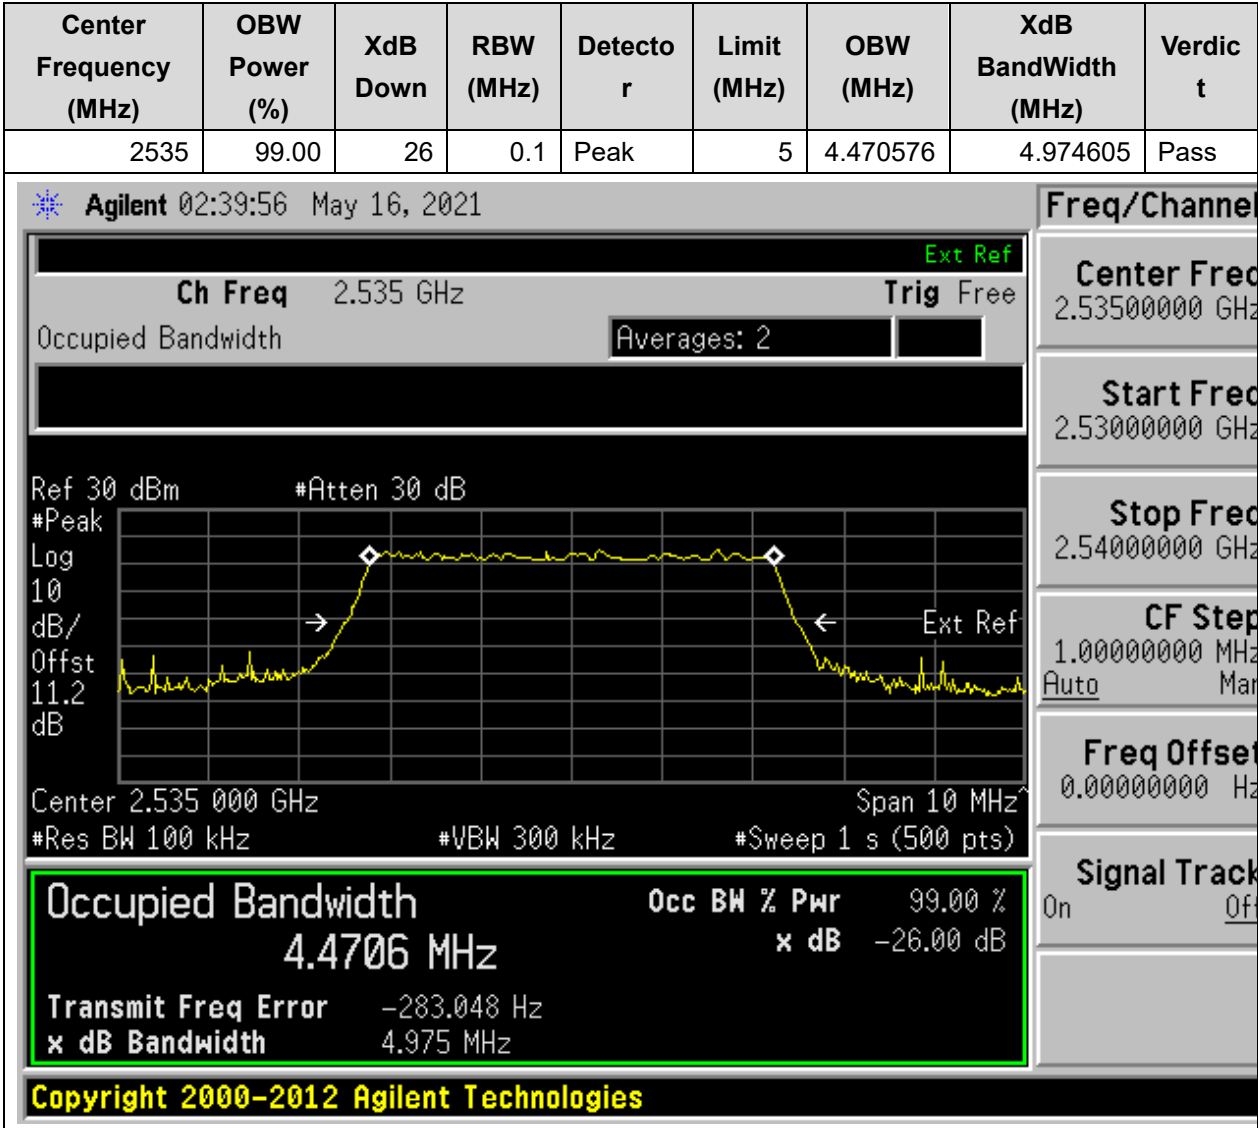 Center Frequency (MHz) OBW Power (%) XdB Down RBW (MHz) Detecto r Limit (MHz) OBW (MHz) XdB BandWidth (MHz) Verdic t
2535 99.00 26 0.1 Peak 5 4.470576 4.974605 Pass
Agilent 02:39:56 May 16, 2021
Ext Ref
Ch Freq 2.535 GHz Trig Free
Occupied Bandwidth Averages: 2
Ref 30 dBm #Atten 30 dB
#Peak
Log
10
dB/
Offst
11.2
dB
Ext Ref
Center 2.535 000 GHz Span 10 MHz^
#Res BW 100 kHz #VBW 300 kHz #Sweep 1 s (500 pts)
Occupied Bandwidth
4.4706 MHz
Occ BW % Pwr 99.00 %
x dB -26.00 dB
Transmit Freq Error -283.048 Hz
x dB Bandwidth 4.975 MHz
Freq/Channel
Center Freq
2.53500000 GHz
Start Freq
2.53000000 GHz
Stop Freq
2.54000000 GHz
CF Step
1.00000000 MHz
Auto Man
Freq Offset
0.00000000 Hz
Signal Track
On Off
Copyright 2000-2012 Agilent Technologies